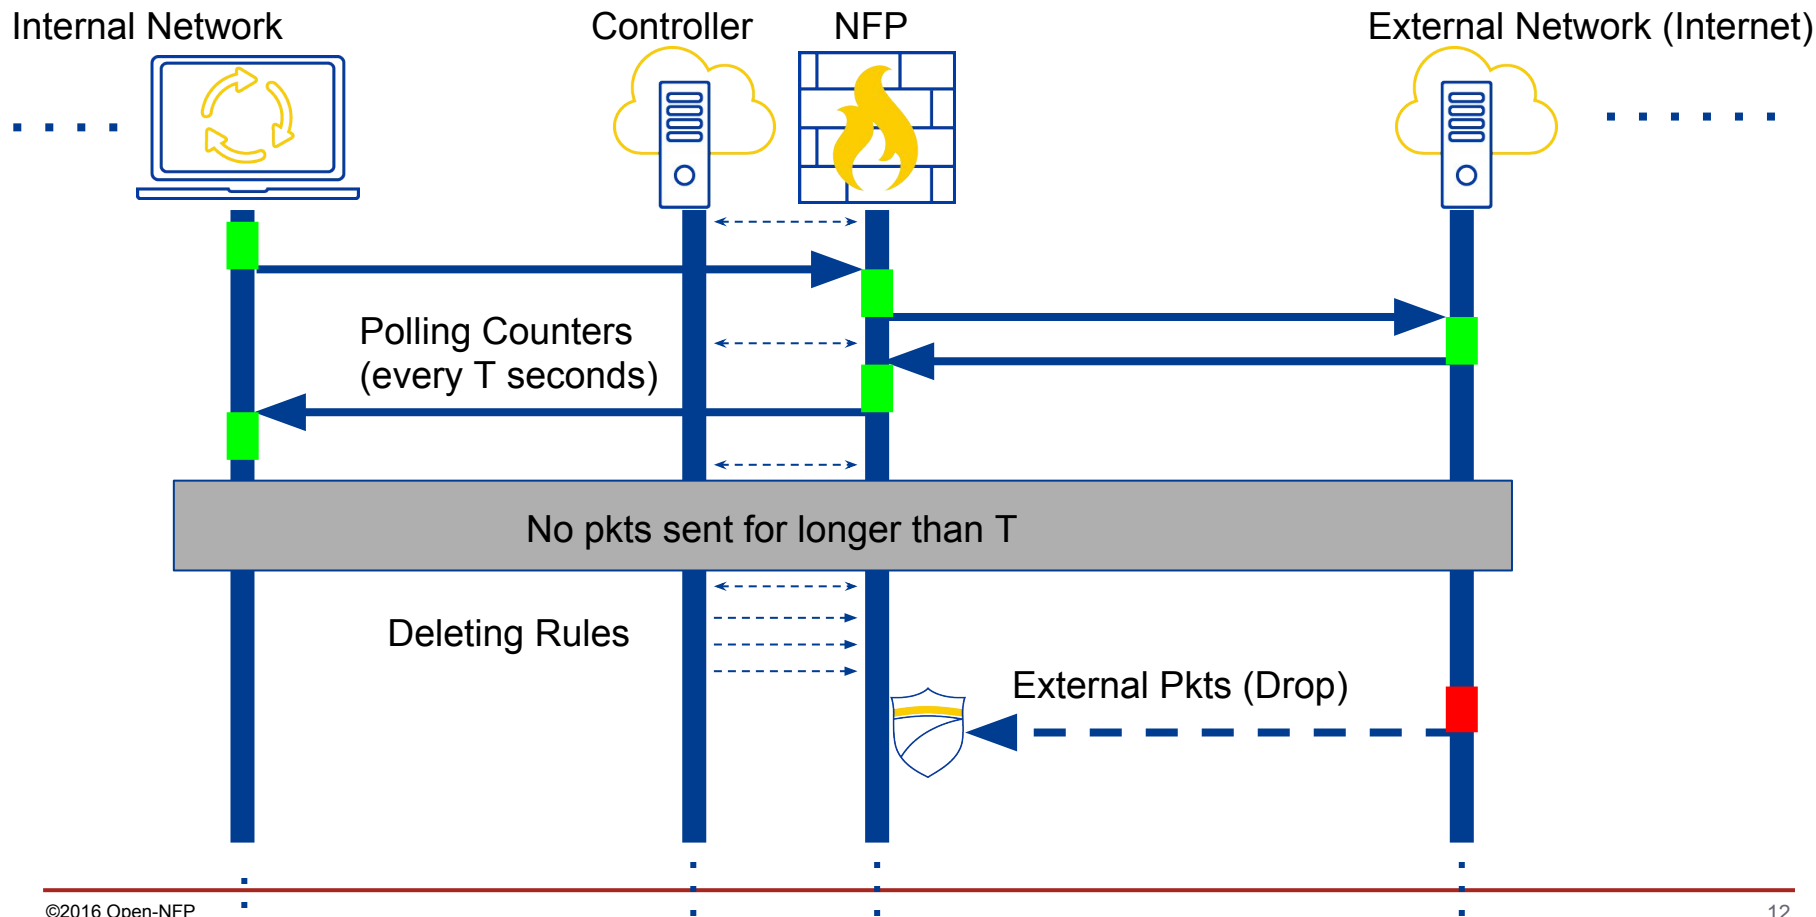 Internal Network
Controller
NFP
External Network (Internet)
Polling Counters
(every T seconds)
No pkts sent for longer than T
Deleting Rules
External Pkts (Drop)
©2016 Open-NFP
12